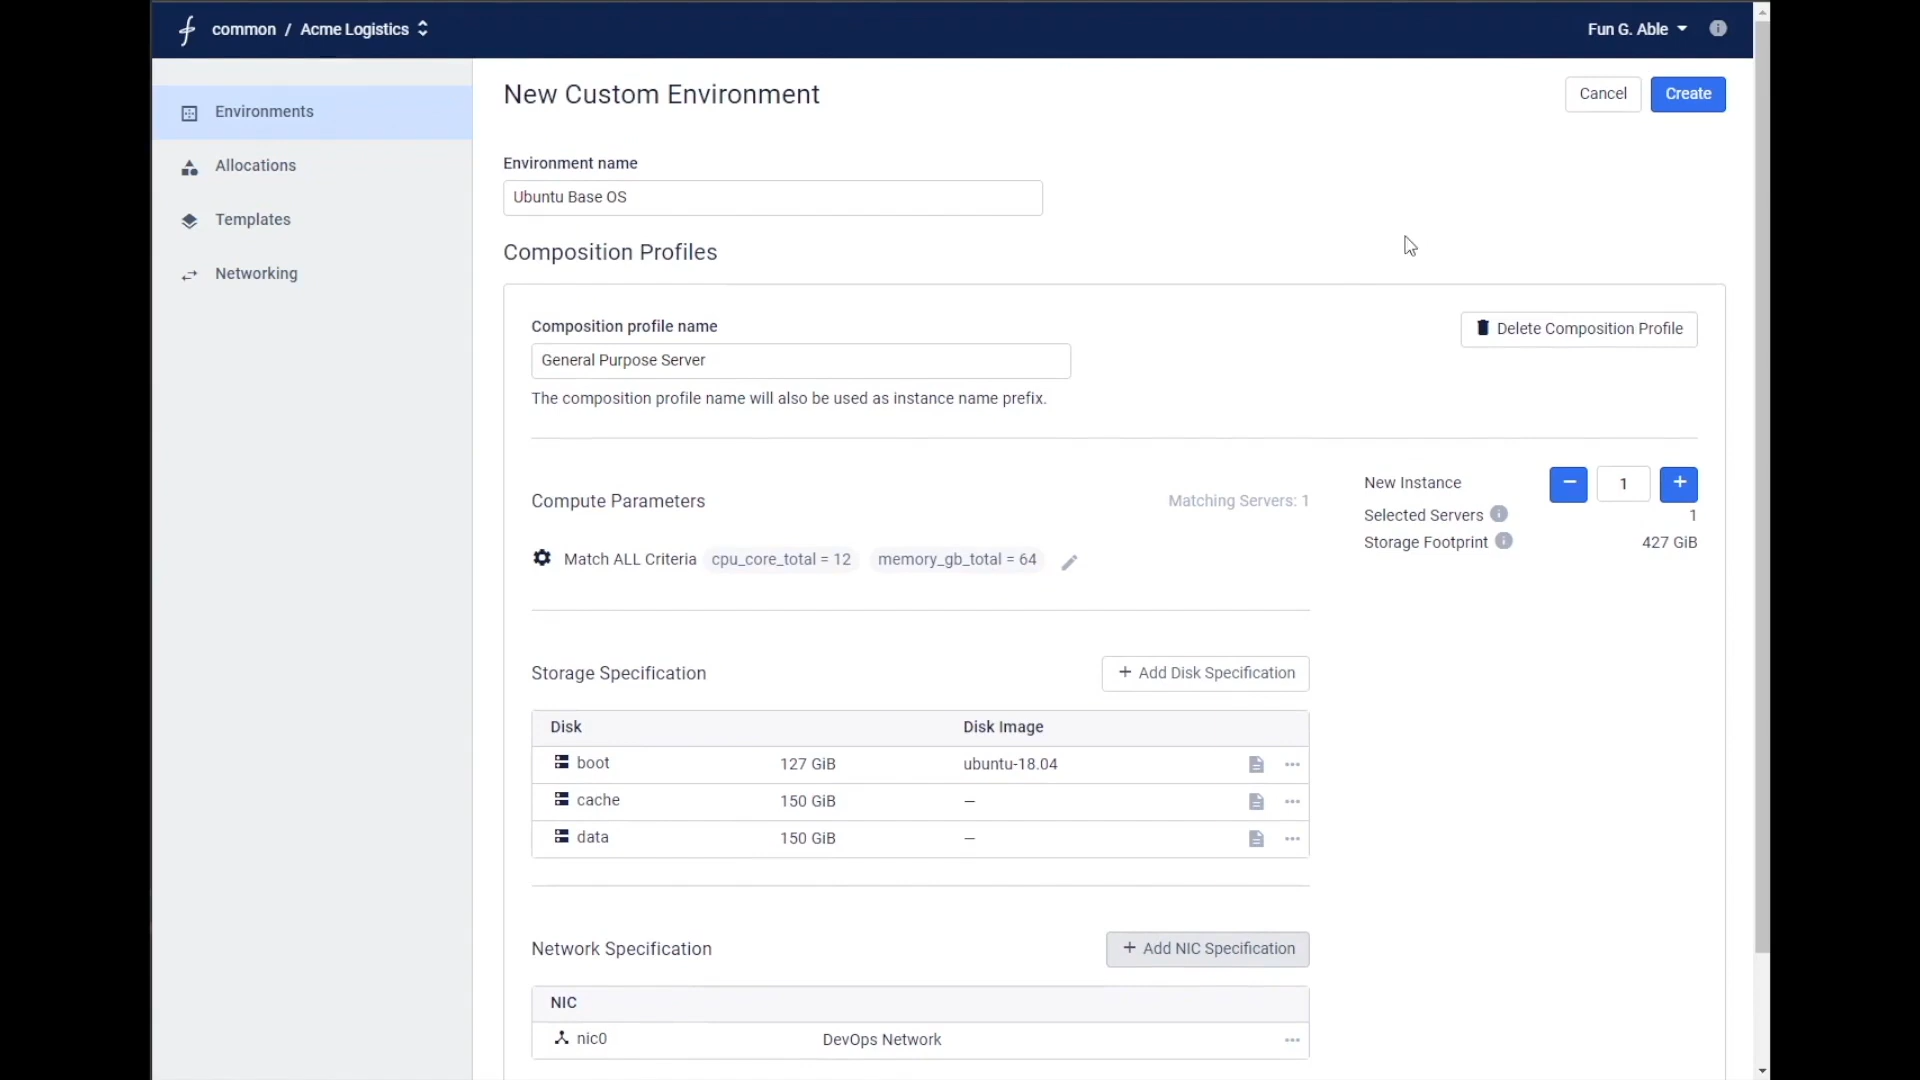 common / Acme Logistics
Fun G. Able
Environments
Allocations
Templates
Networking
New Custom Environment
Cancel
Create
Environment name
Ubuntu Base OS
Composition Profiles
Composition profile name
Delete Composition Profile
General Purpose Server
The composition profile name will also be used as instance name prefix.
Compute Parameters
Matching Servers: 1
Match ALL Criteria cpu_core_total = 12 memory_gb_total = 64
New Instance 1
Selected Servers 1
Storage Footprint 427 GiB
Storage Specification
+ Add Disk Specification
Disk Disk Image
boot 127 GiB ubuntu-18.04
cache 150 GiB –
data 150 GiB –
Network Specification
+ Add NIC Specification
NIC
nic0 DevOps Network